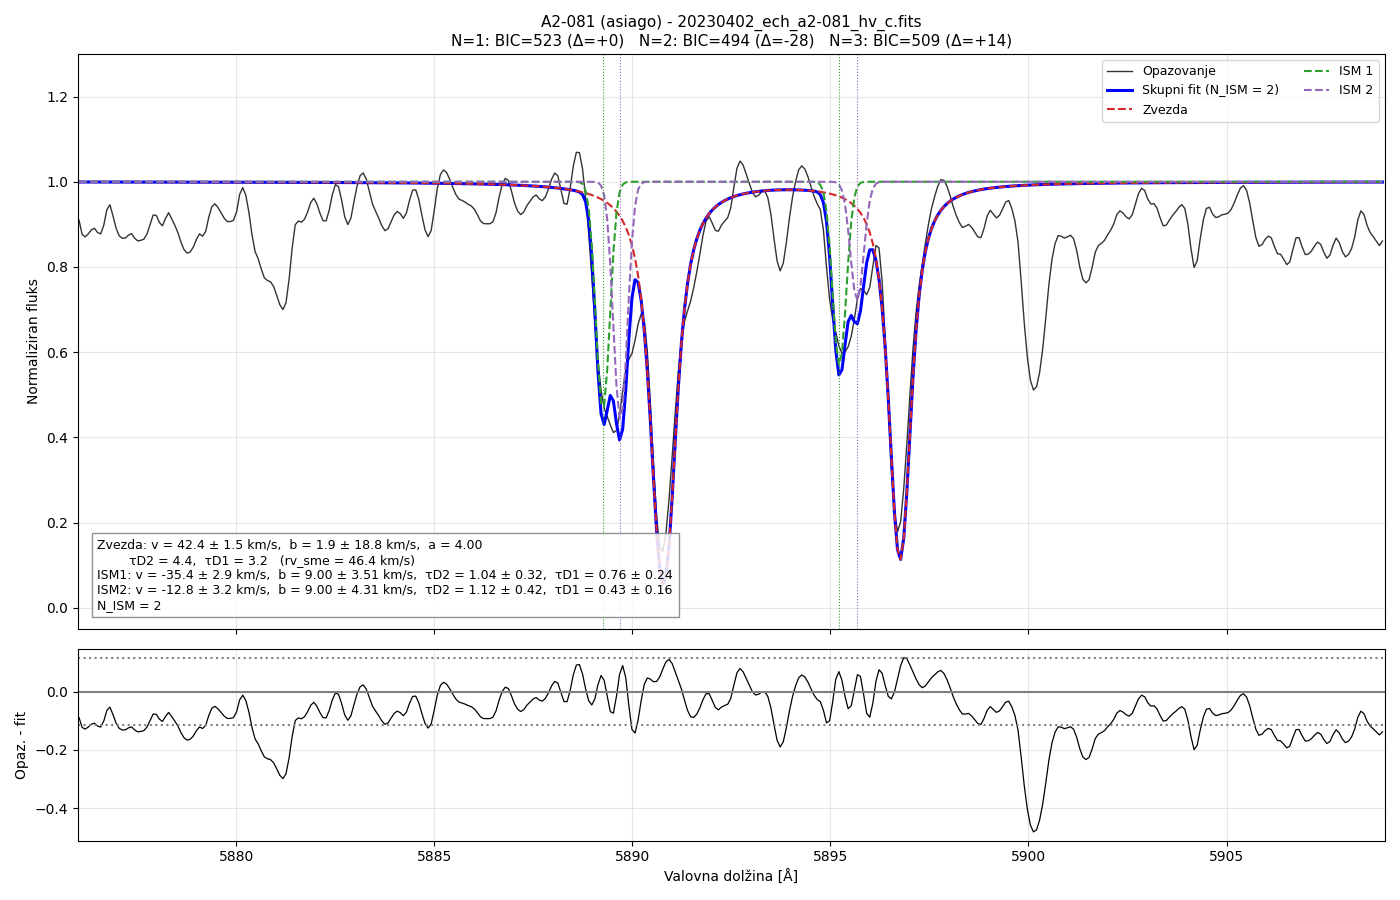 A2-081 (asiago) - 20230402_ech_a2-081_hv_c.fits
N=1: BIC=523 (Δ=+0)   N=2: BIC=494 (Δ=-28)   N=3: BIC=509 (Δ=+14)
Opazovanje
Skupni fit (N_ISM = 2)
Zvezda
ISM 1
ISM 2
Normaliziran fluks
1.2
1.0
0.8
0.6
0.4
0.2
0.0
Zvezda: v = 42.4 ± 1.5 km/s,  b = 1.9 ± 18.8 km/s,  a = 4.00
τD2 = 4.4,  τD1 = 3.2   (rv_sme = 46.4 km/s)
ISM1: v = -35.4 ± 2.9 km/s,  b = 9.00 ± 3.51 km/s,  τD2 = 1.04 ± 0.32,  τD1 = 0.76 ± 0.24
ISM2: v = -12.8 ± 3.2 km/s,  b = 9.00 ± 4.31 km/s,  τD2 = 1.12 ± 0.42,  τD1 = 0.43 ± 0.16
N_ISM = 2
Opaz. - fit
0.0
−0.2
−0.4
5880 5885 5890 5895 5900 5905
Valovna dolžina [Å]